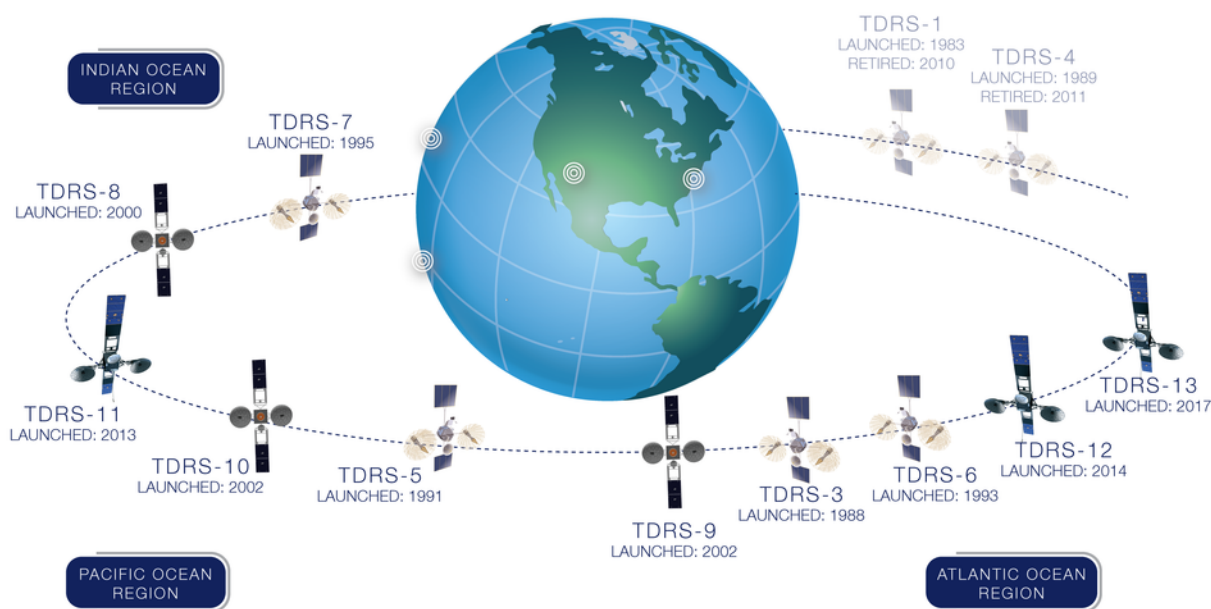 TDRS-1
LAUNCHED: 1983
RETIRED: 2010
TDRS-4
LAUNCHED: 1989
RETIRED: 2011
INDIAN OCEAN
REGION
TDRS-7
LAUNCHED: 1995
TDRS-8
LAUNCHED: 2000
TDRS-11
LAUNCHED: 2013
TDRS-10
LAUNCHED: 2002
TDRS-5
LAUNCHED: 1991
TDRS-9
LAUNCHED: 2002
TDRS-3
LAUNCHED: 1988
TDRS-6
LAUNCHED: 1993
TDRS-12
LAUNCHED: 2014
TDRS-13
LAUNCHED: 2017
PACIFIC OCEAN
REGION
ATLANTIC OCEAN
REGION